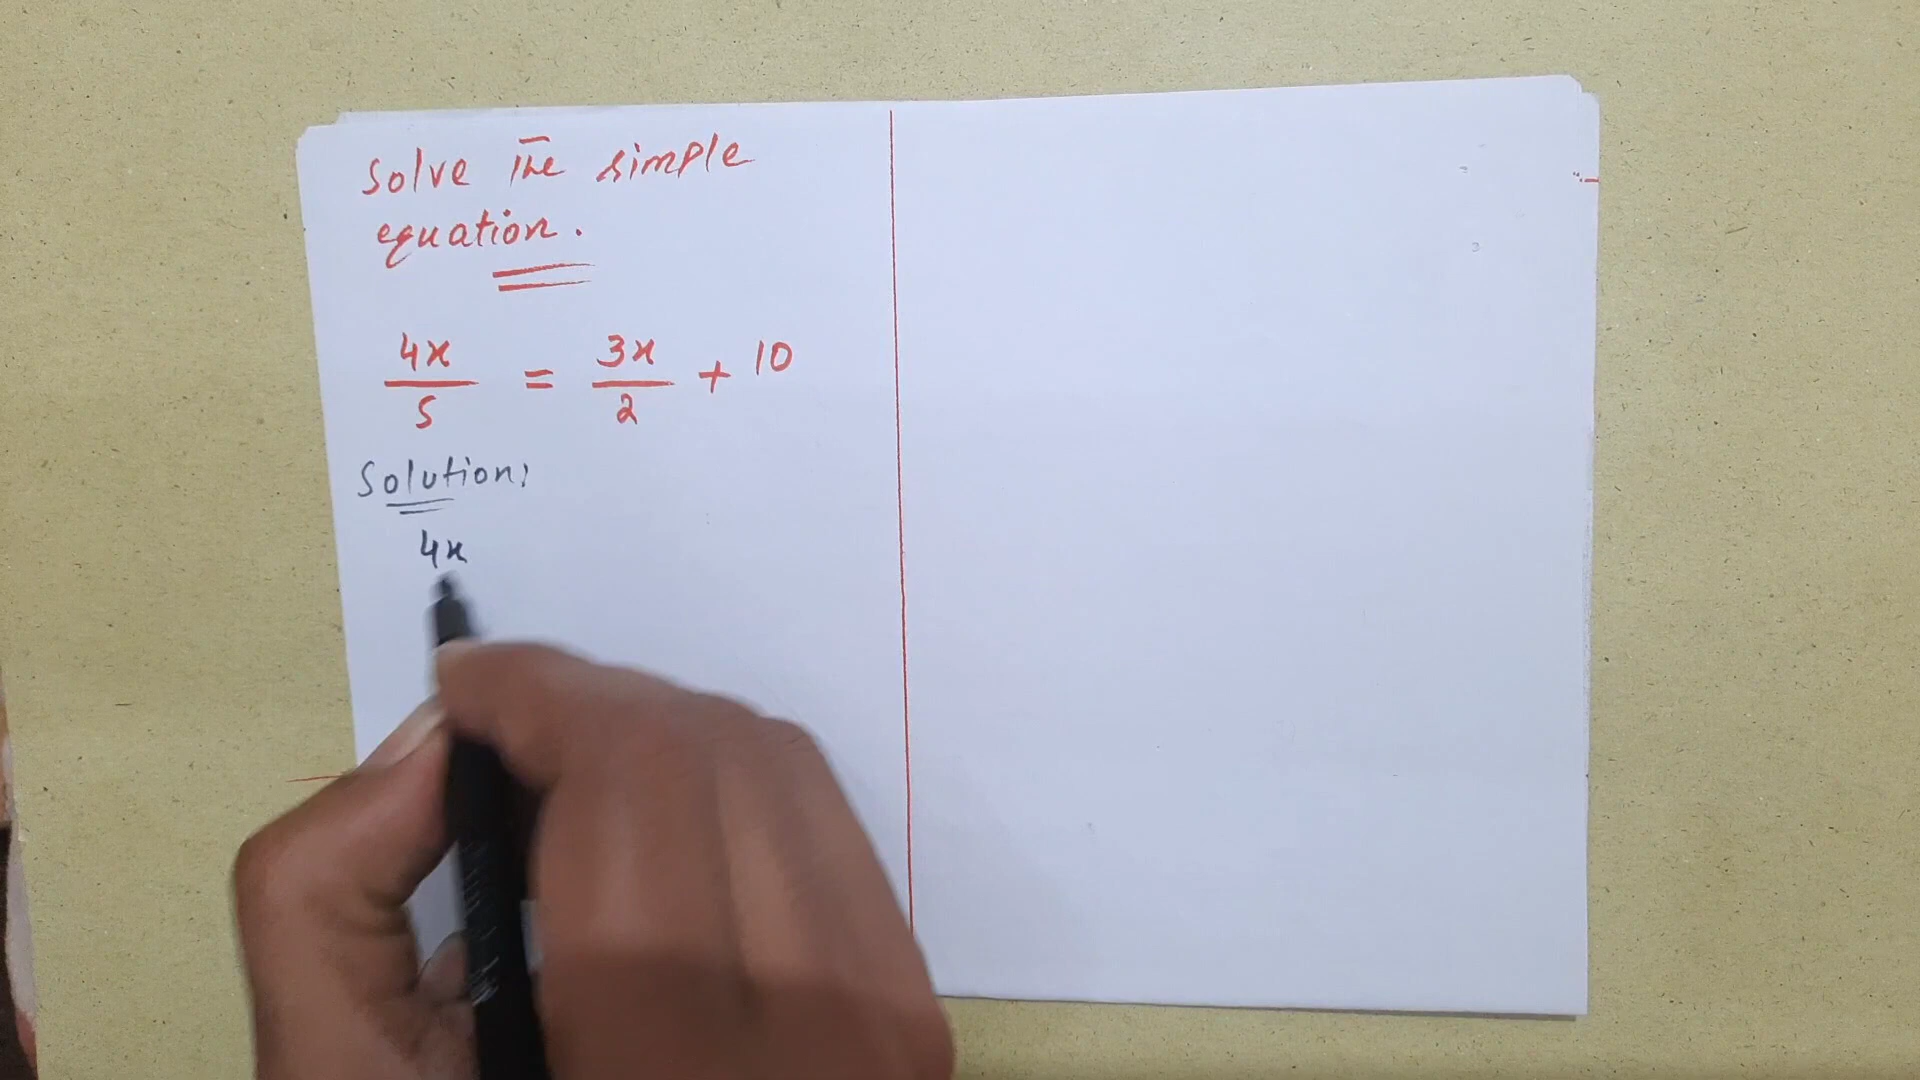 Solve the simple
equation.
4x/5 = 3x/2 + 10
Solution:
4x